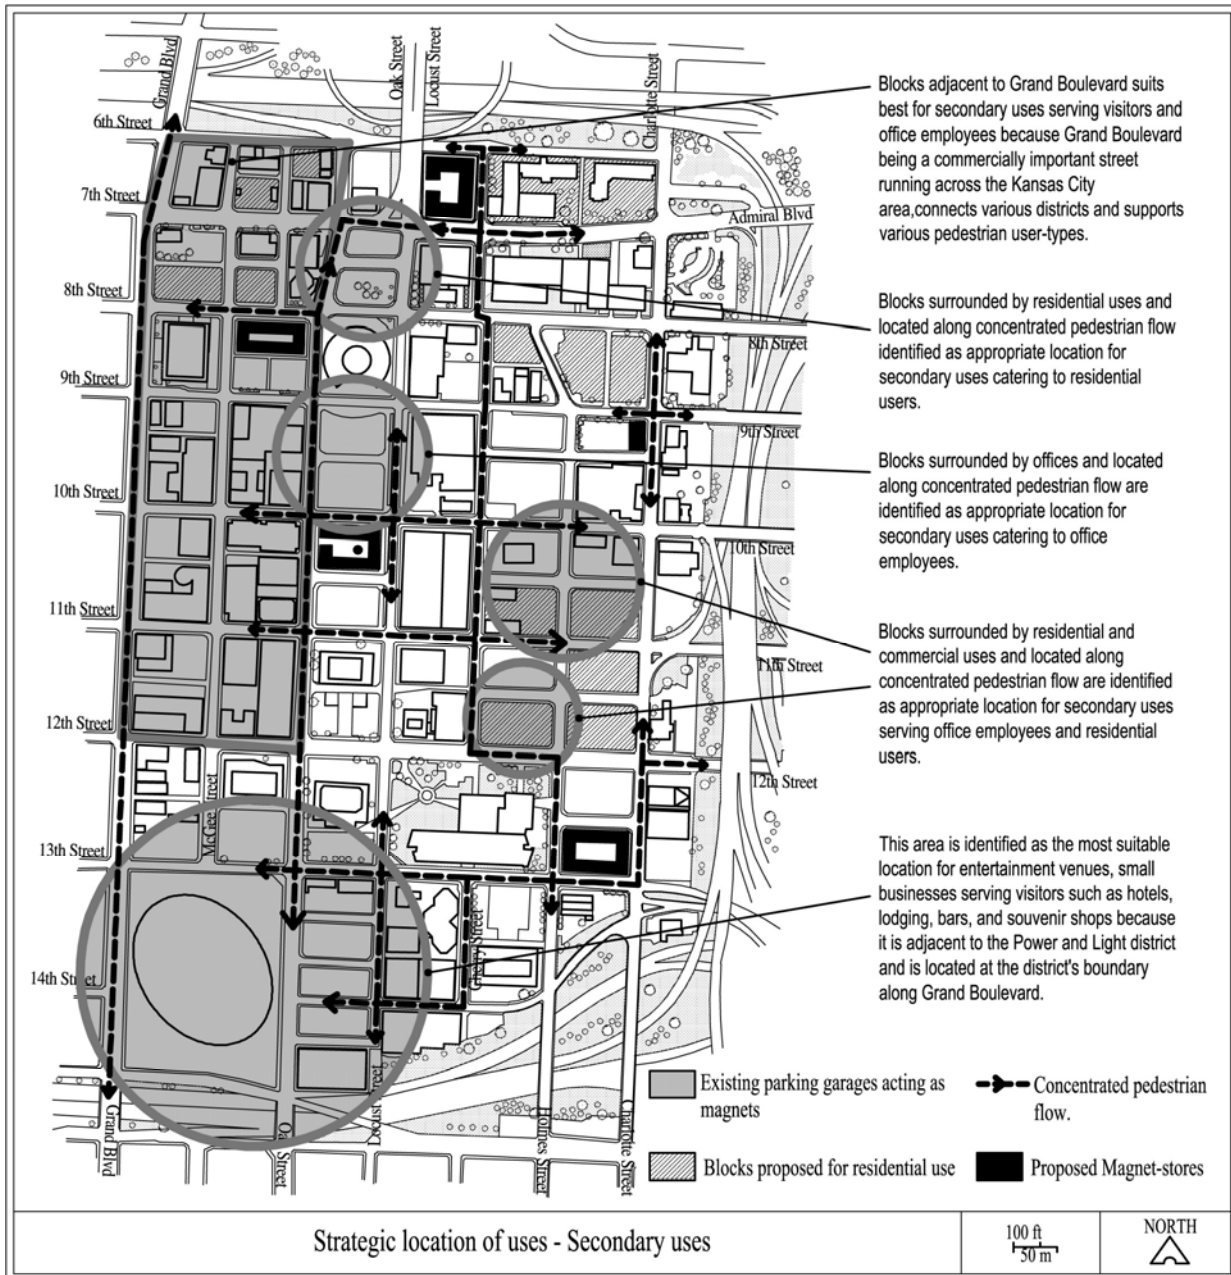 Grand Blvd
Oak Street
Locust Street
Charlotte Street
6th Street
7th Street
8th Street
9th Street
10th Street
11th Street
12th Street
13th Street
14th Street
Admiral Blvd
8th Street
9th Street
10th Street
11th Street
12th Street
McGee Street
Cherry Street
Grand Blvd
Oak Street
Locust Street
Holmes Street
Charlotte Street
Blocks adjacent to Grand Boulevard suits
best for secondary uses serving visitors and
office employees because Grand Boulevard
being a commercially important street
running across the Kansas City
area,connects various districts and supports
various pedestrian user-types.
Blocks surrounded by residential uses and
located along concentrated pedestrian flow
identified as appropriate location for
secondary uses catering to residential
users.
Blocks surrounded by offices and located
along concentrated pedestrian flow are
identified as appropriate location for
secondary uses catering to office
employees.
Blocks surrounded by residential and
commercial uses and located along
concentrated pedestrian flow are identified
as appropriate location for secondary uses
serving office employees and residential
users.
This area is identified as the most suitable
location for entertainment venues, small
businesses serving visitors such as hotels,
lodging, bars, and souvenir shops because
it is adjacent to the Power and Light district
and is located at the district's boundary
along Grand Boulevard.
Existing parking garages acting as
magnets
Concentrated pedestrian
flow.
Blocks proposed for residential use
Proposed Magnet-stores
Strategic location of uses - Secondary uses
100 ft
50 m
NORTH